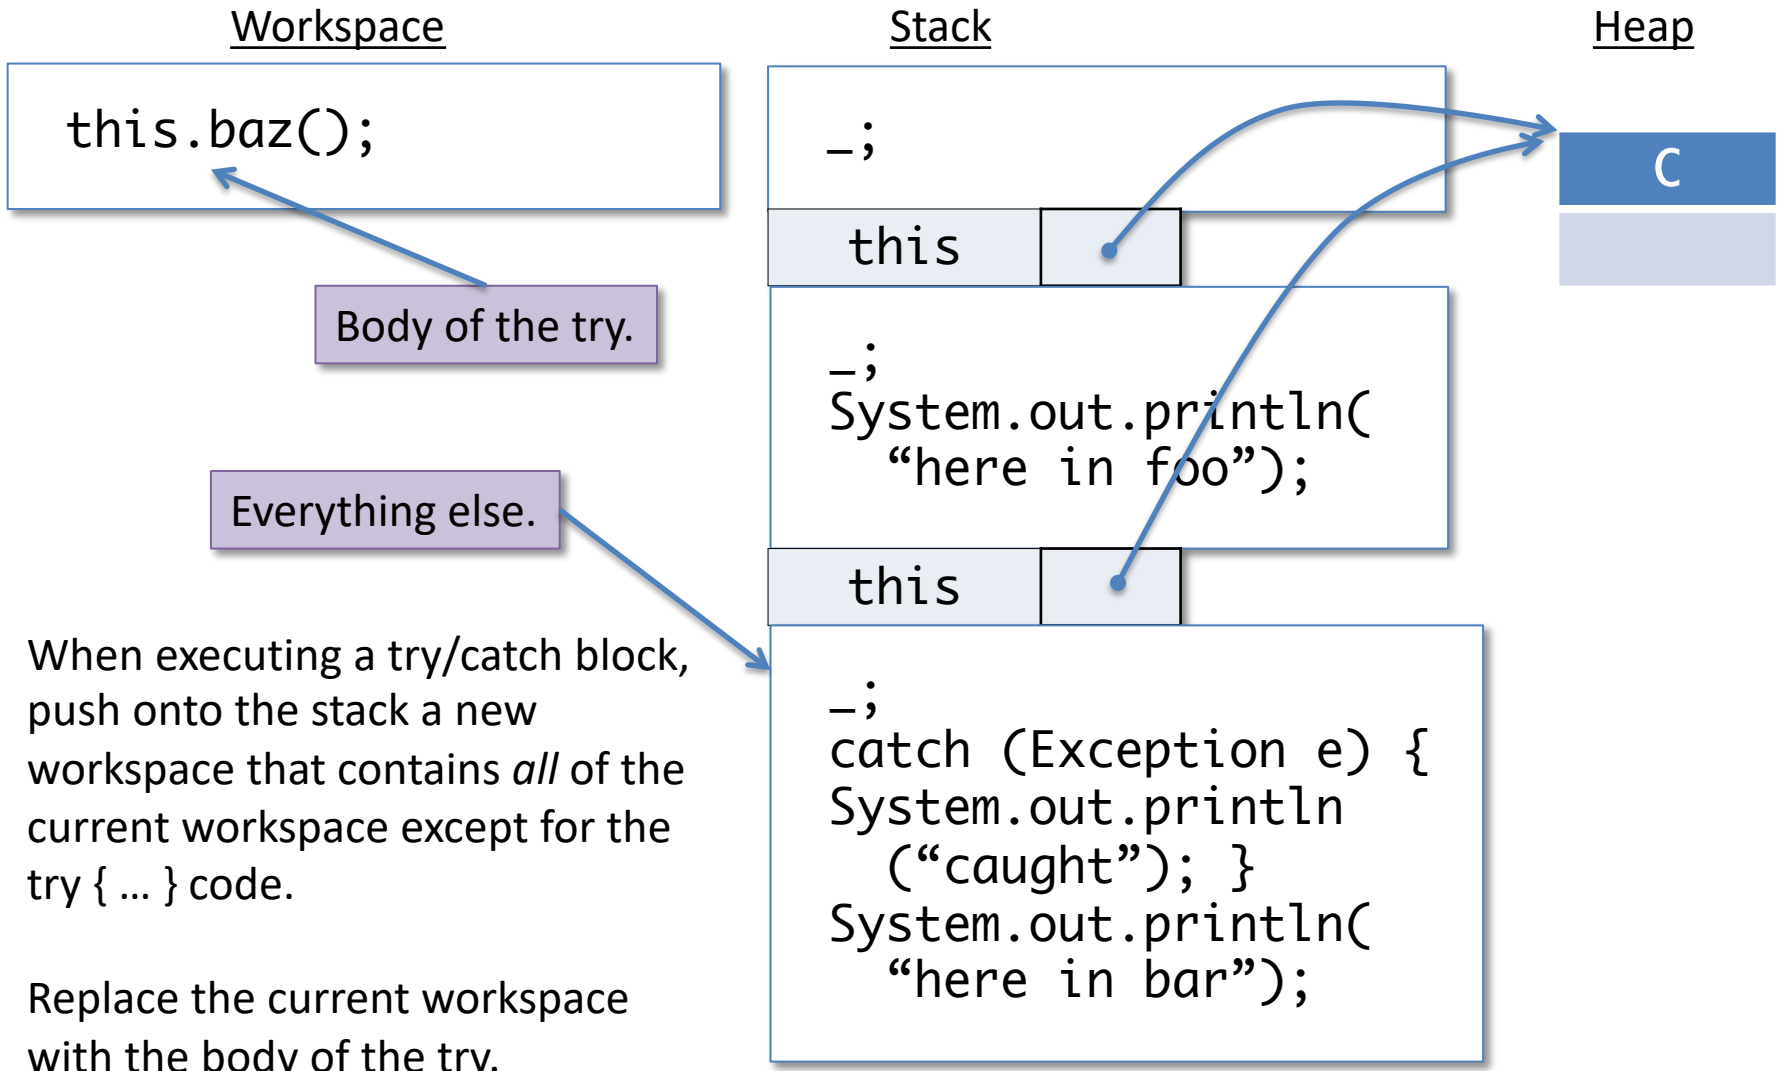 Workspace
Stack
Heap
this.baz();
Body of the try.
Everything else.
When executing a try/catch block,
push onto the stack a new
workspace that contains all of the
current workspace except for the
try { … } code.
Replace the current workspace
with the body of the try.
_;
this
_;
System.out.println(
“here in foo”);
this
_;
catch (Exception e) {
System.out.println
(“caught”); }
System.out.println(
“here in bar”);
C